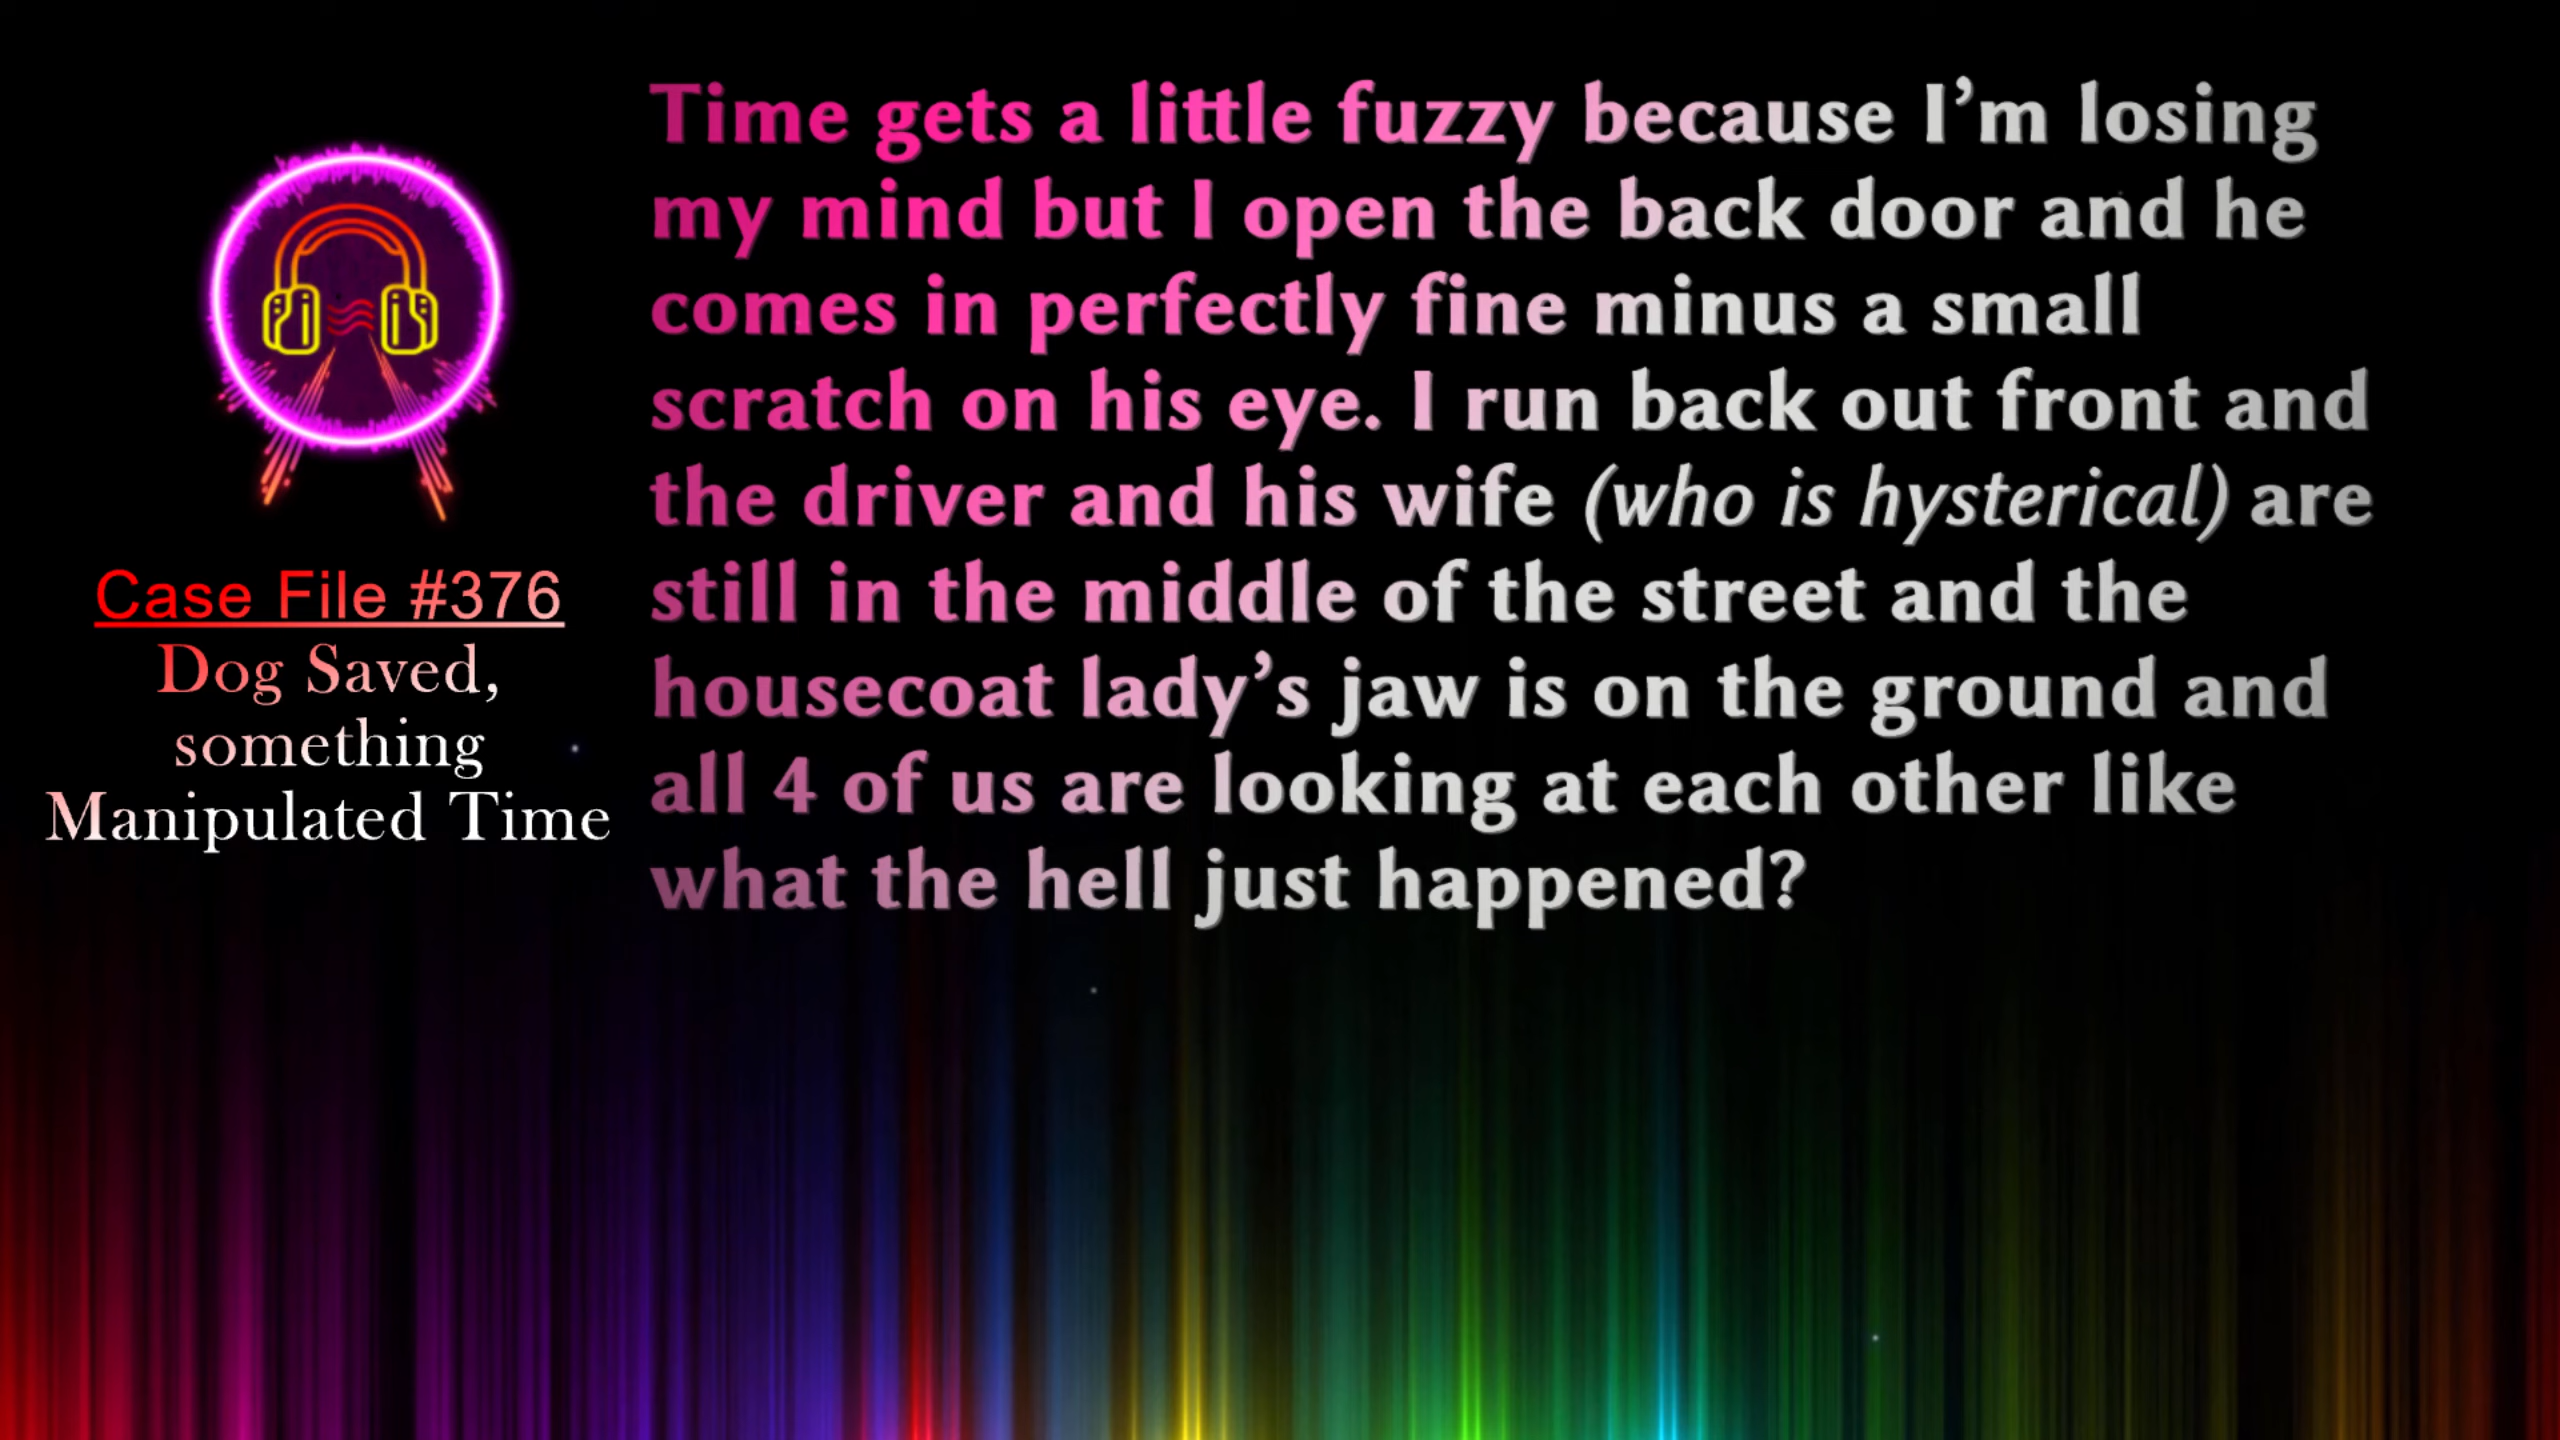 Case File #376
Dog Saved,
something
Manipulated Time
Time gets a little fuzzy because I’m losing
my mind but I open the back door and he
comes in perfectly fine minus a small
scratch on his eye. I run back out front and
the driver and his wife (who is hysterical) are
still in the middle of the street and the
housecoat lady’s jaw is on the ground and
all 4 of us are looking at each other like
what the hell just happened?